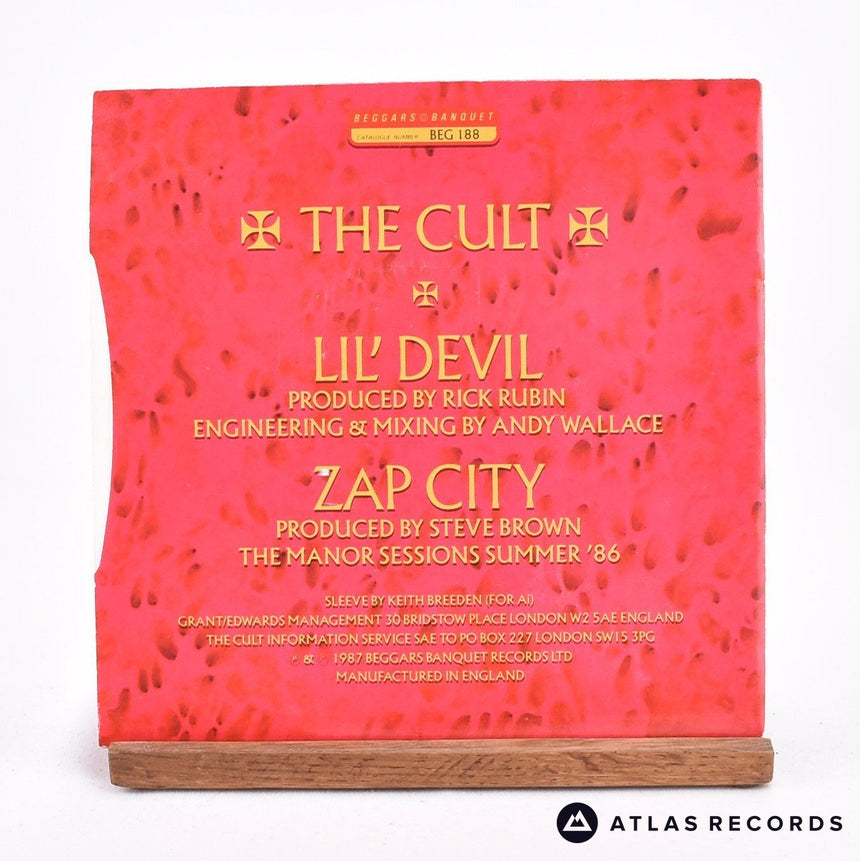 BEGGARS BANQUET
CATALOGUE NUMBER BEG 188
THE CULT
LIL' DEVIL
PRODUCED BY RICK RUBIN
ENGINEERING & MIXING BY ANDY WALLACE
ZAP CITY
PRODUCED BY STEVE BROWN
THE MANOR SESSIONS SUMMER '86
SLEEVE BY KEITH BREEDEN (FOR AI)
GRANT/EDWARDS MANAGEMENT 30 BRIDSTOW PLACE LONDON W2 5AE ENGLAND
THE CULT INFORMATION SERVICE SAE TO PO BOX 227 LONDON SW15 3PG
℗ & © 1987 BEGGARS BANQUET RECORDS LTD
MANUFACTURED IN ENGLAND
ATLAS RECORDS